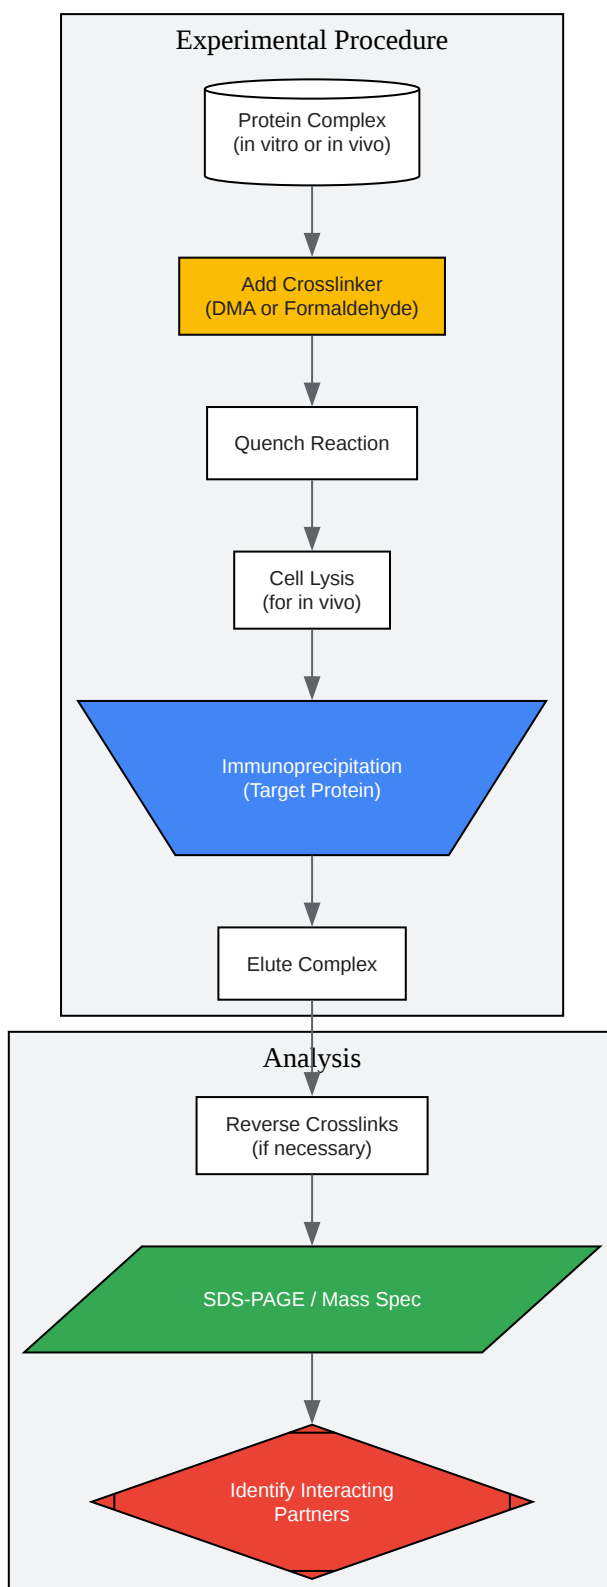 Experimental Procedure
Protein Complex
(in vitro or in vivo)
Add Crosslinker
(DMA or Formaldehyde)
Quench Reaction
Cell Lysis
(for in vivo)
Immunoprecipitation
(Target Protein)
Elute Complex
Analysis
Reverse Crosslinks
(if necessary)
SDS-PAGE / Mass Spec
Identify Interacting
Partners